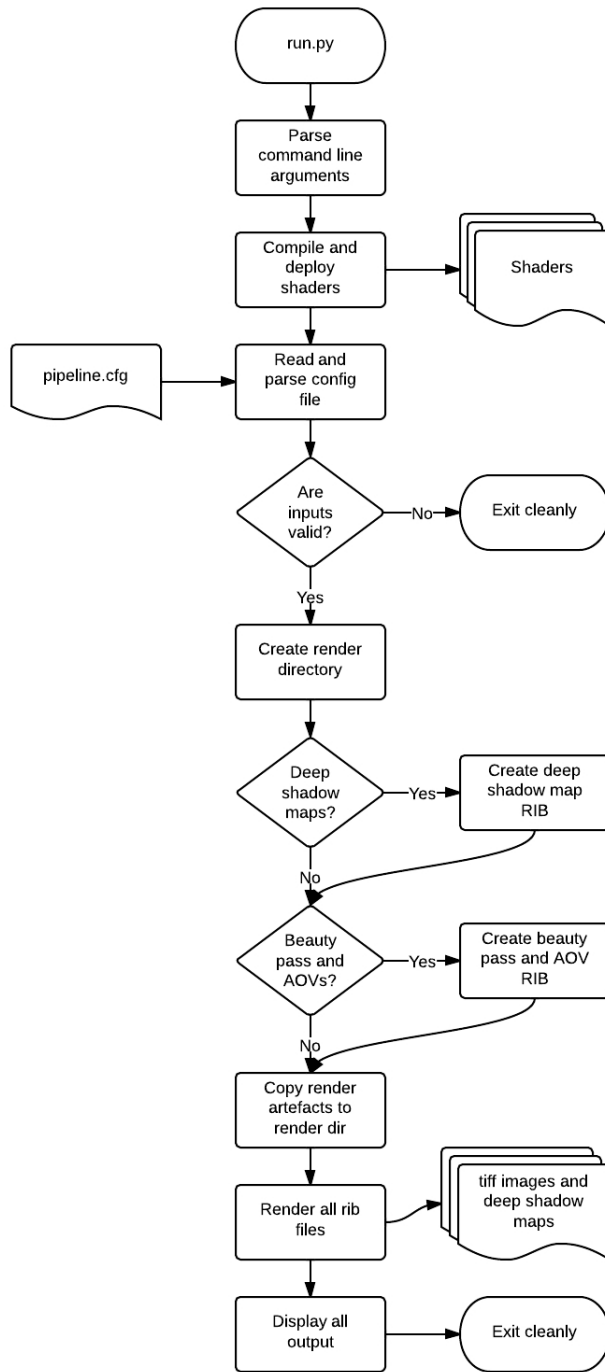 run.py
Parse
command line
arguments
Compile and
deploy
shaders
Shaders
pipeline.cfg
Read and
parse config
file
Are
inputs
valid?
No
Exit cleanly
Yes
Create render
directory
Deep
shadow
maps?
Yes
Create deep
shadow map
RIB
No
Beauty
pass and
AOVs?
Yes
Create beauty
pass and AOV
RIB
No
Copy render
artefacts to
render dir
Render all rib
files
tiff images and
deep shadow
maps
Display all
output
Exit cleanly